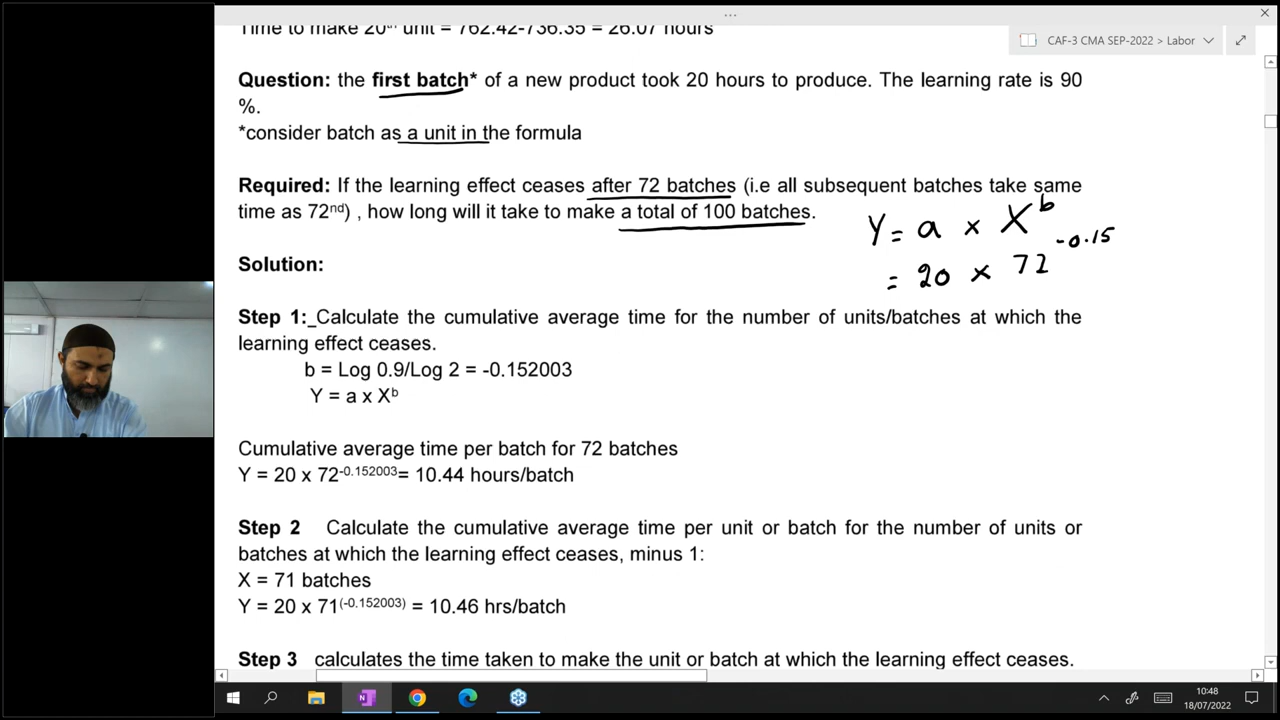 Time to make 20th unit = 762.42-736.35 = 26.07 hours
CAF-3 CMA SEP-2022 > Labor
Question: the first batch* of a new product took 20 hours to produce. The learning rate is 90
%.
*consider batch as a unit in the formula
Required: If the learning effect ceases after 72 batches (i.e all subsequent batches take same
time as 72nd) , how long will it take to make a total of 100 batches.
Y = a × X^b
= 20 × 72^-0.15
Solution:
Step 1: Calculate the cumulative average time for the number of units/batches at which the
learning effect ceases.
b = Log 0.9/Log 2 = -0.152003
Y = a x X^b
Cumulative average time per batch for 72 batches
Y = 20 x 72^-0.152003= 10.44 hours/batch
Step 2 Calculate the cumulative average time per unit or batch for the number of units or
batches at which the learning effect ceases, minus 1:
X = 71 batches
Y = 20 x 71^(-0.152003) = 10.46 hrs/batch
Step 3 calculates the time taken to make the unit or batch at which the learning effect ceases.
10:48
18/07/2022